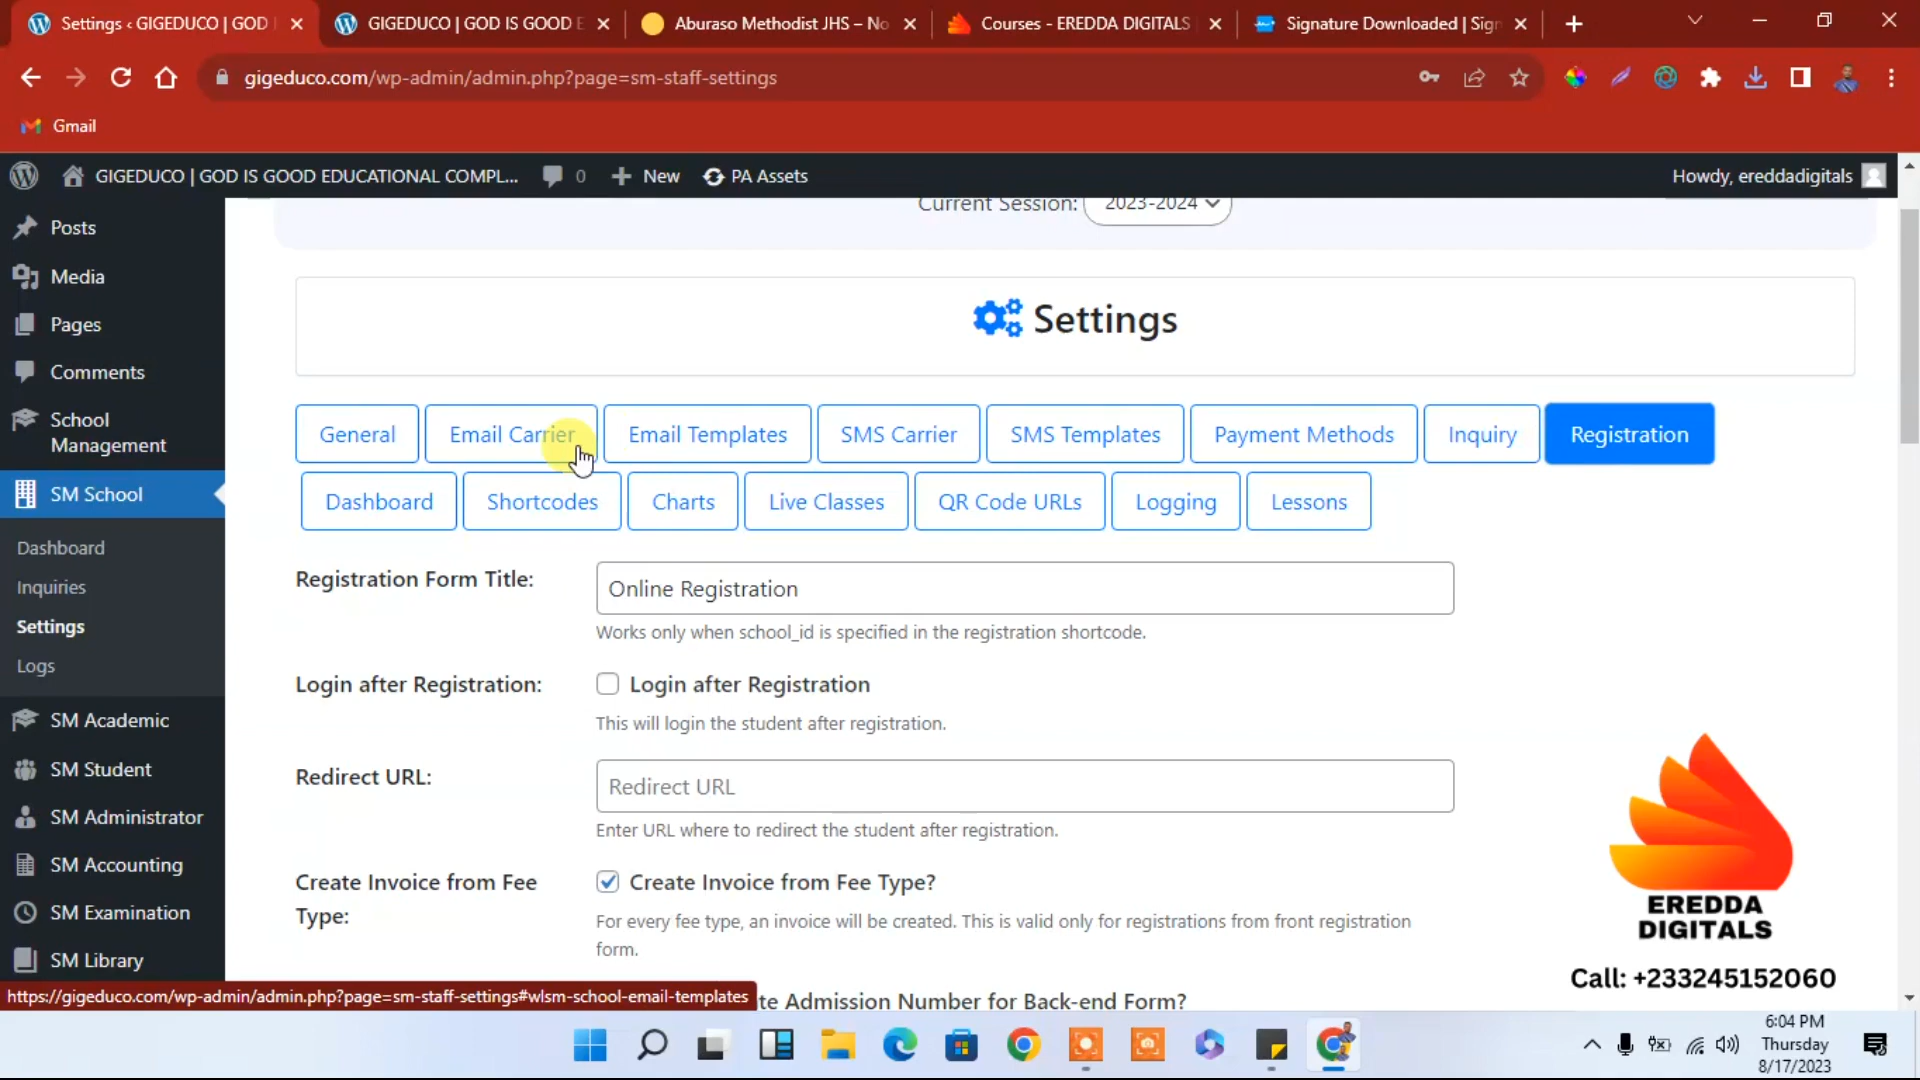 Settings ‹ GIGEDUCO | GOD
GIGEDUCO | GOD IS GOOD E
Aburaso Methodist JHS – No
Courses - EREDDA DIGITALS
Signature Downloaded | Sign
gigeduco.com/wp-admin/admin.php?page=sm-staff-settings
Gmail
GIGEDUCO | GOD IS GOOD EDUCATIONAL COMPL...
0
New
PA Assets
Howdy, ereddadigitals
Posts
Media
Pages
Comments
School
Management
SM School
Dashboard
Inquiries
Settings
Logs
SM Academic
SM Student
SM Administrator
SM Accounting
SM Examination
SM Library
Current Session: 2023-2024
Settings
General
Email Carrier
Email Templates
SMS Carrier
SMS Templates
Payment Methods
Inquiry
Registration
Dashboard
Shortcodes
Charts
Live Classes
QR Code URLs
Logging
Lessons
Registration Form Title:
Online Registration
Works only when school_id is specified in the registration shortcode.
Login after Registration:
Login after Registration
This will login the student after registration.
Redirect URL:
Redirect URL
Enter URL where to redirect the student after registration.
Create Invoice from Fee
Type:
Create Invoice from Fee Type?
For every fee type, an invoice will be created. This is valid only for registrations from front registration
form.
te Admission Number for Back-end Form?
EREDDA
DIGITALS
Call: +233245152060
https://gigeduco.com/wp-admin/admin.php?page=sm-staff-settings#wlsm-school-email-templates
6:04 PM
Thursday
8/17/2023